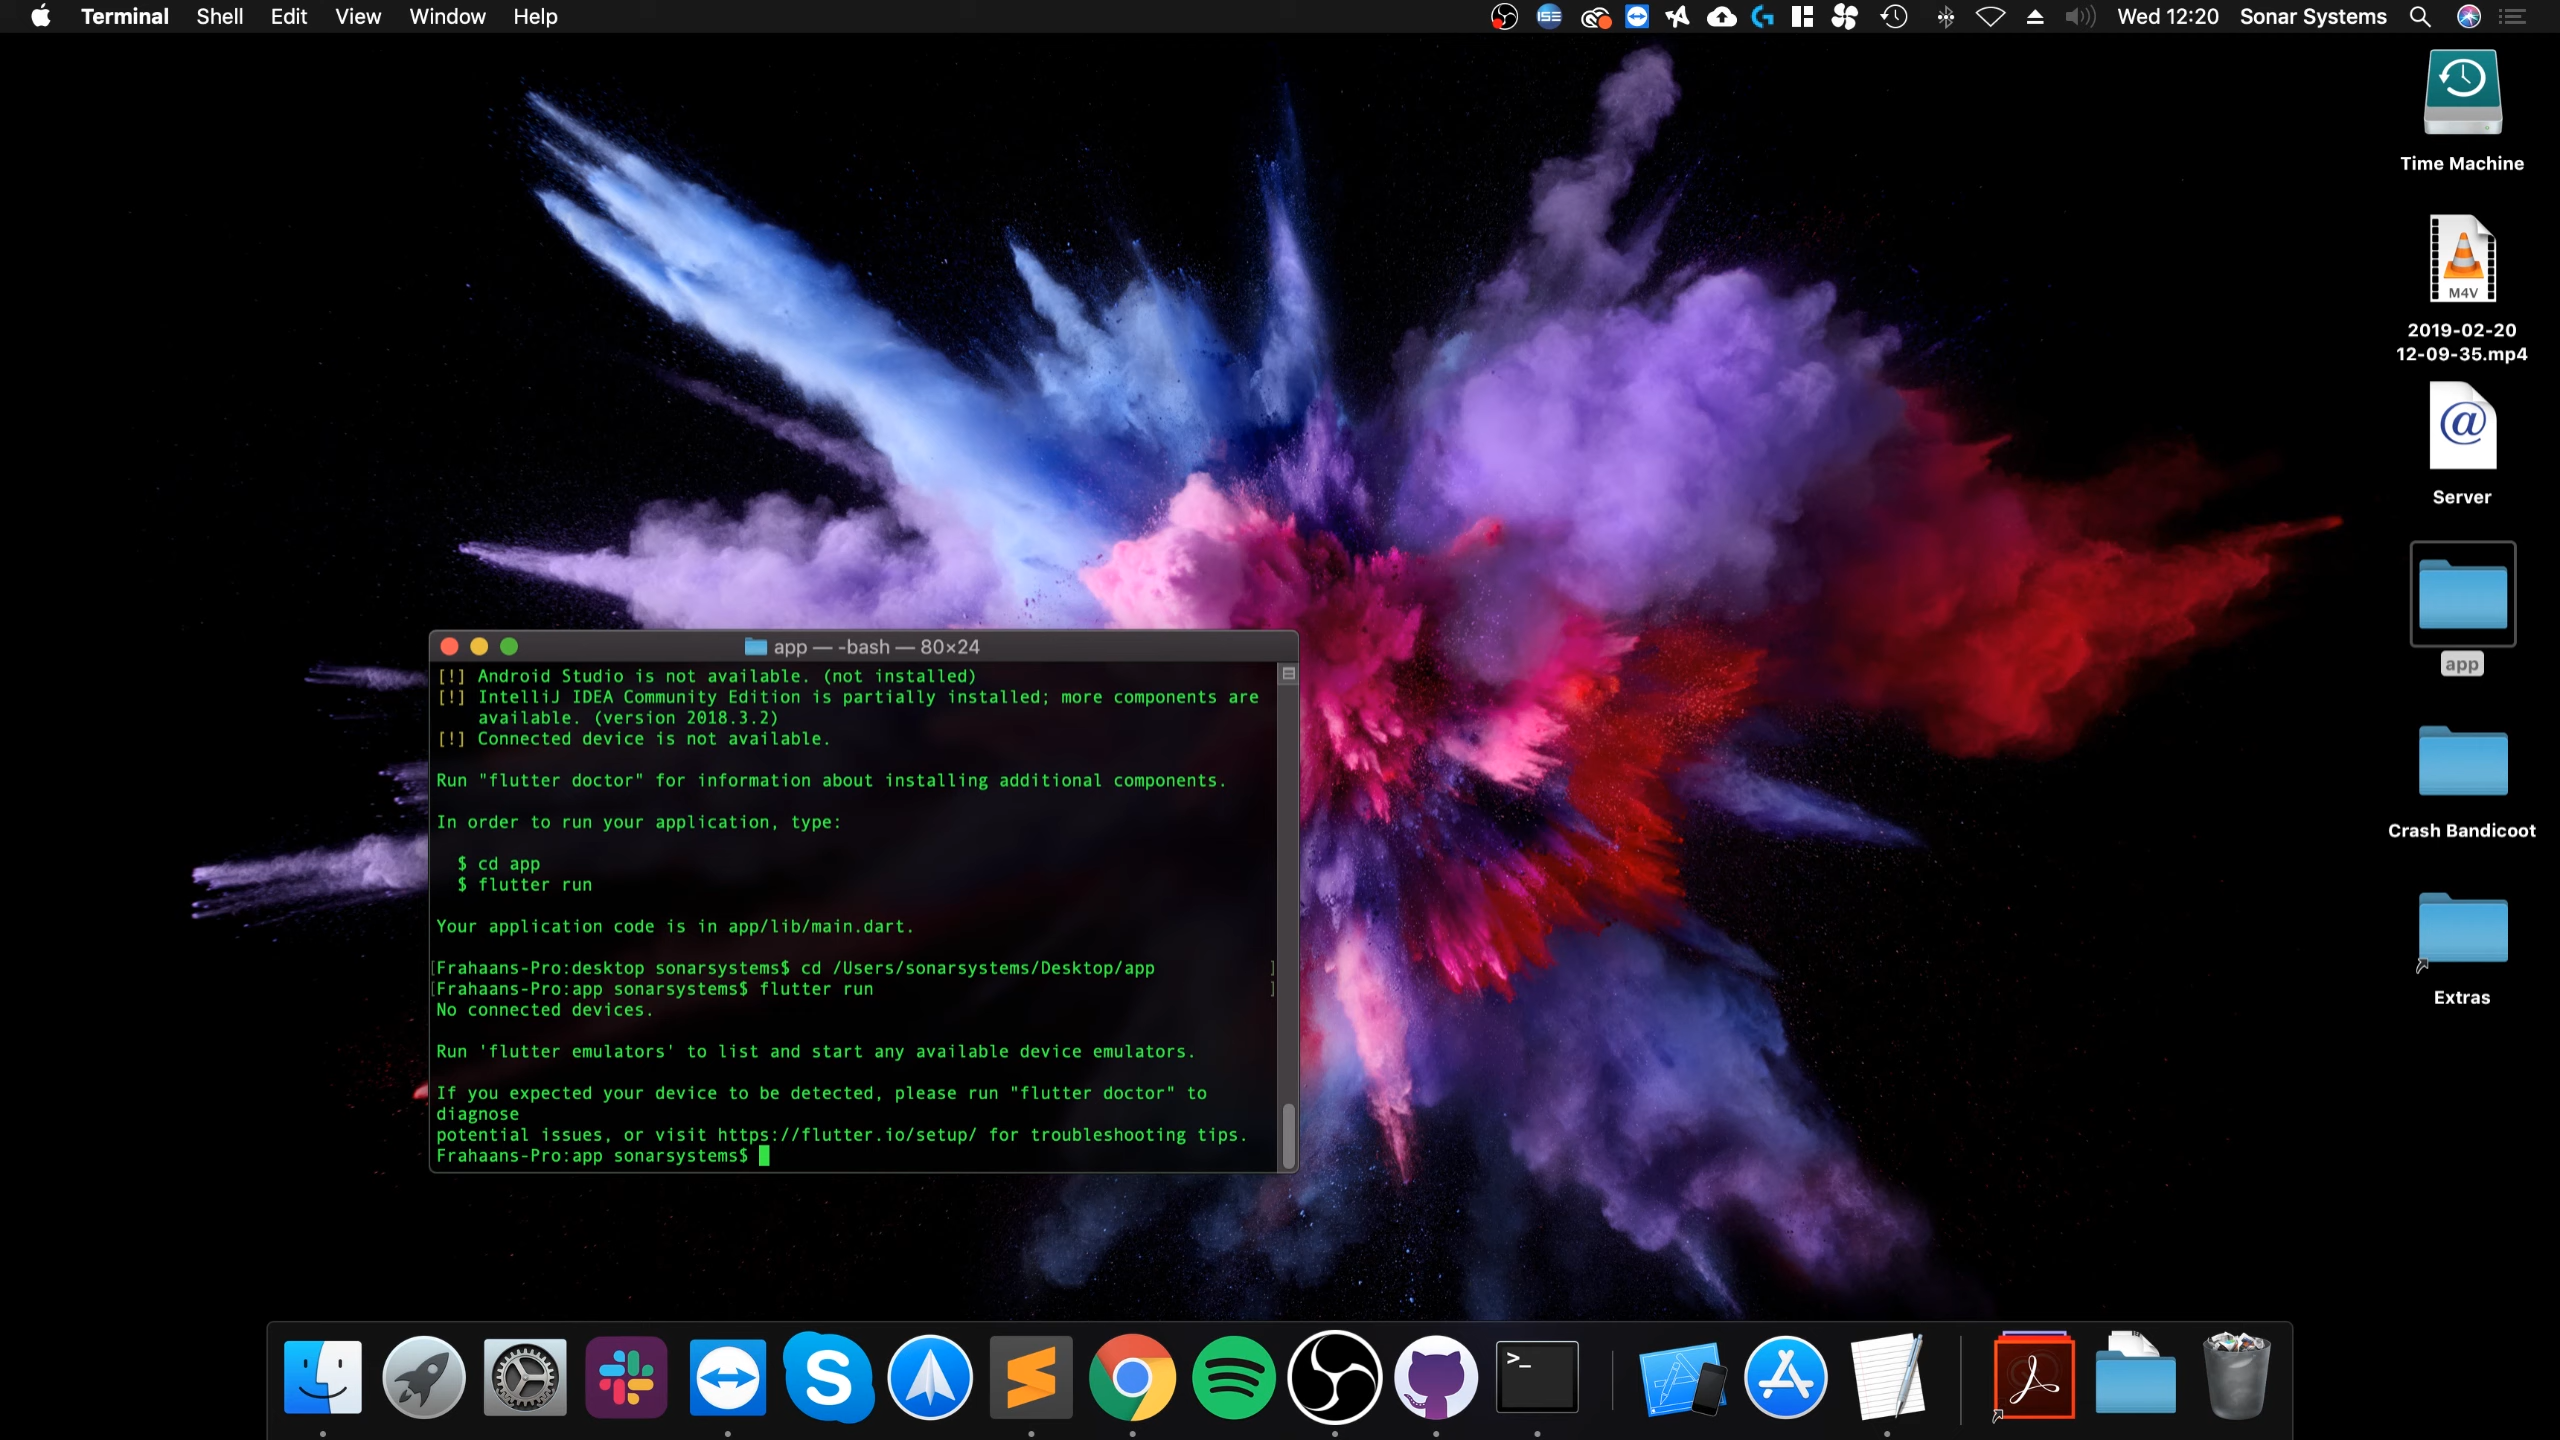 Terminal Shell Edit View Window Help
Wed 12:20 Sonar Systems
Time Machine
M4V
2019-02-20
12-09-35.mp4
@
Server
app
Crash Bandicoot
Extras
app — -bash — 80×24
[!] Android Studio is not available. (not installed)
[!] IntelliJ IDEA Community Edition is partially installed; more components are
available. (version 2018.3.2)
[!] Connected device is not available.
Run "flutter doctor" for information about installing additional components.
In order to run your application, type:
$ cd app
$ flutter run
Your application code is in app/lib/main.dart.
[Frahaans-Pro:desktop sonarsystems$ cd /Users/sonarsystems/Desktop/app ]
[Frahaans-Pro:app sonarsystems$ flutter run ]
No connected devices.
Run 'flutter emulators' to list and start any available device emulators.
If you expected your device to be detected, please run "flutter doctor" to
diagnose
potential issues, or visit https://flutter.io/setup/ for troubleshooting tips.
Frahaans-Pro:app sonarsystems$
S
>_